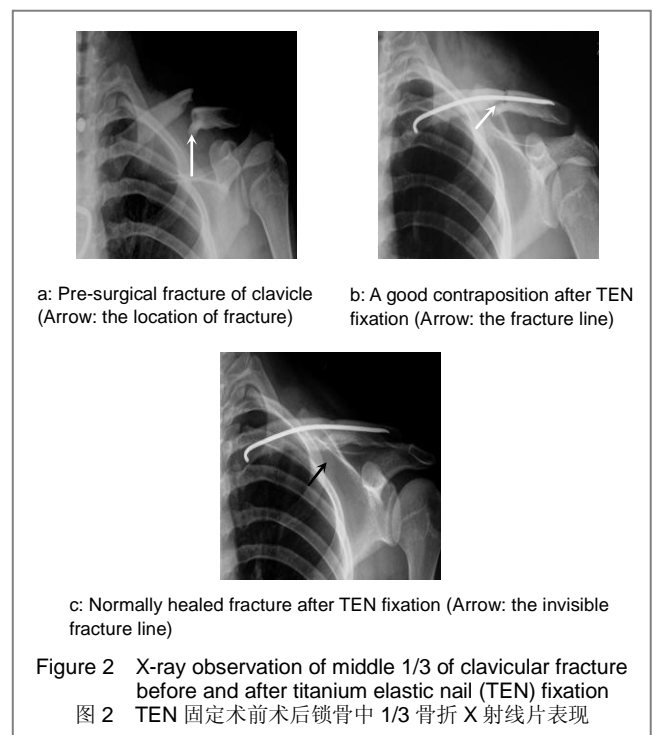 a: Pre-surgical fracture of clavicle
(Arrow: the location of fracture)
b: A good contraposition after TEN
fixation (Arrow: the fracture line)
c: Normally healed fracture after TEN fixation (Arrow: the invisible
fracture line)
Figure 2 X-ray observation of middle 1/3 of clavicular fracture
before and after titanium elastic nail (TEN) fixation
图 2 TEN 固定术前术后锁骨中 1/3 骨折 X 射线片表现